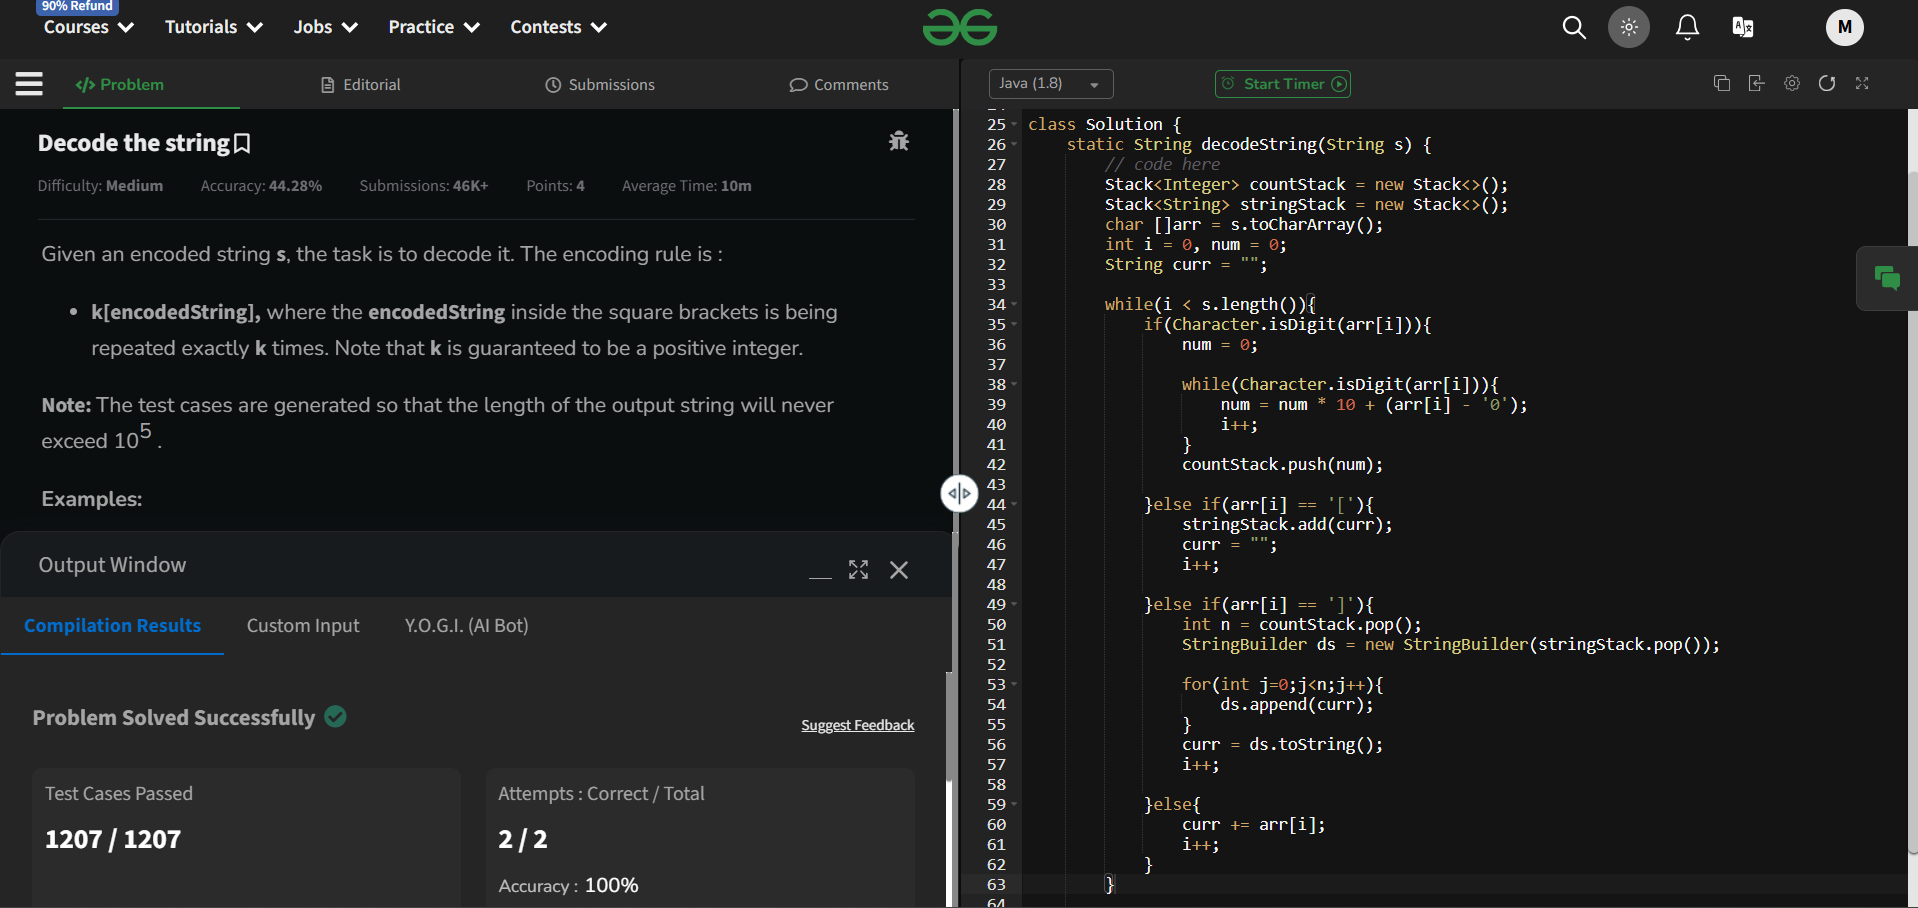 90% Refund
Courses Tutorials Jobs Practice Contests
M
</> Problem Editorial Submissions Comments
Java (1.8) Start Timer
Decode the string
Difficulty: Medium Accuracy: 44.28% Submissions: 46K+ Points: 4 Average Time: 10m
Given an encoded string s, the task is to decode it. The encoding rule is :
• k[encodedString], where the encodedString inside the square brackets is being
repeated exactly k times. Note that k is guaranteed to be a positive integer.
Note: The test cases are generated so that the length of the output string will never
exceed 10^5 .
Examples:
Output Window
Compilation Results Custom Input Y.O.G.I. (AI Bot)
Problem Solved Successfully
Suggest Feedback
Test Cases Passed
1207 / 1207
Attempts : Correct / Total
2 / 2
Accuracy : 100%
25 class Solution {
26     static String decodeString(String s) {
27         // code here
28         Stack<Integer> countStack = new Stack<>();
29         Stack<String> stringStack = new Stack<>();
30         char []arr = s.toCharArray();
31         int i = 0, num = 0;
32         String curr = "";
33
34         while(i < s.length()){
35             if(Character.isDigit(arr[i])){
36                 num = 0;
37
38                 while(Character.isDigit(arr[i])){
39                     num = num * 10 + (arr[i] - '0');
40                     i++;
41                 }
42                 countStack.push(num);
43
44             }else if(arr[i] == '['){
45                 stringStack.add(curr);
46                 curr = "";
47                 i++;
48
49             }else if(arr[i] == ']'){
50                 int n = countStack.pop();
51                 StringBuilder ds = new StringBuilder(stringStack.pop());
52
53                 for(int j=0;j<n;j++){
54                     ds.append(curr);
55                 }
56                 curr = ds.toString();
57                 i++;
58
59             }else{
60                 curr += arr[i];
61                 i++;
62             }
63         }
64